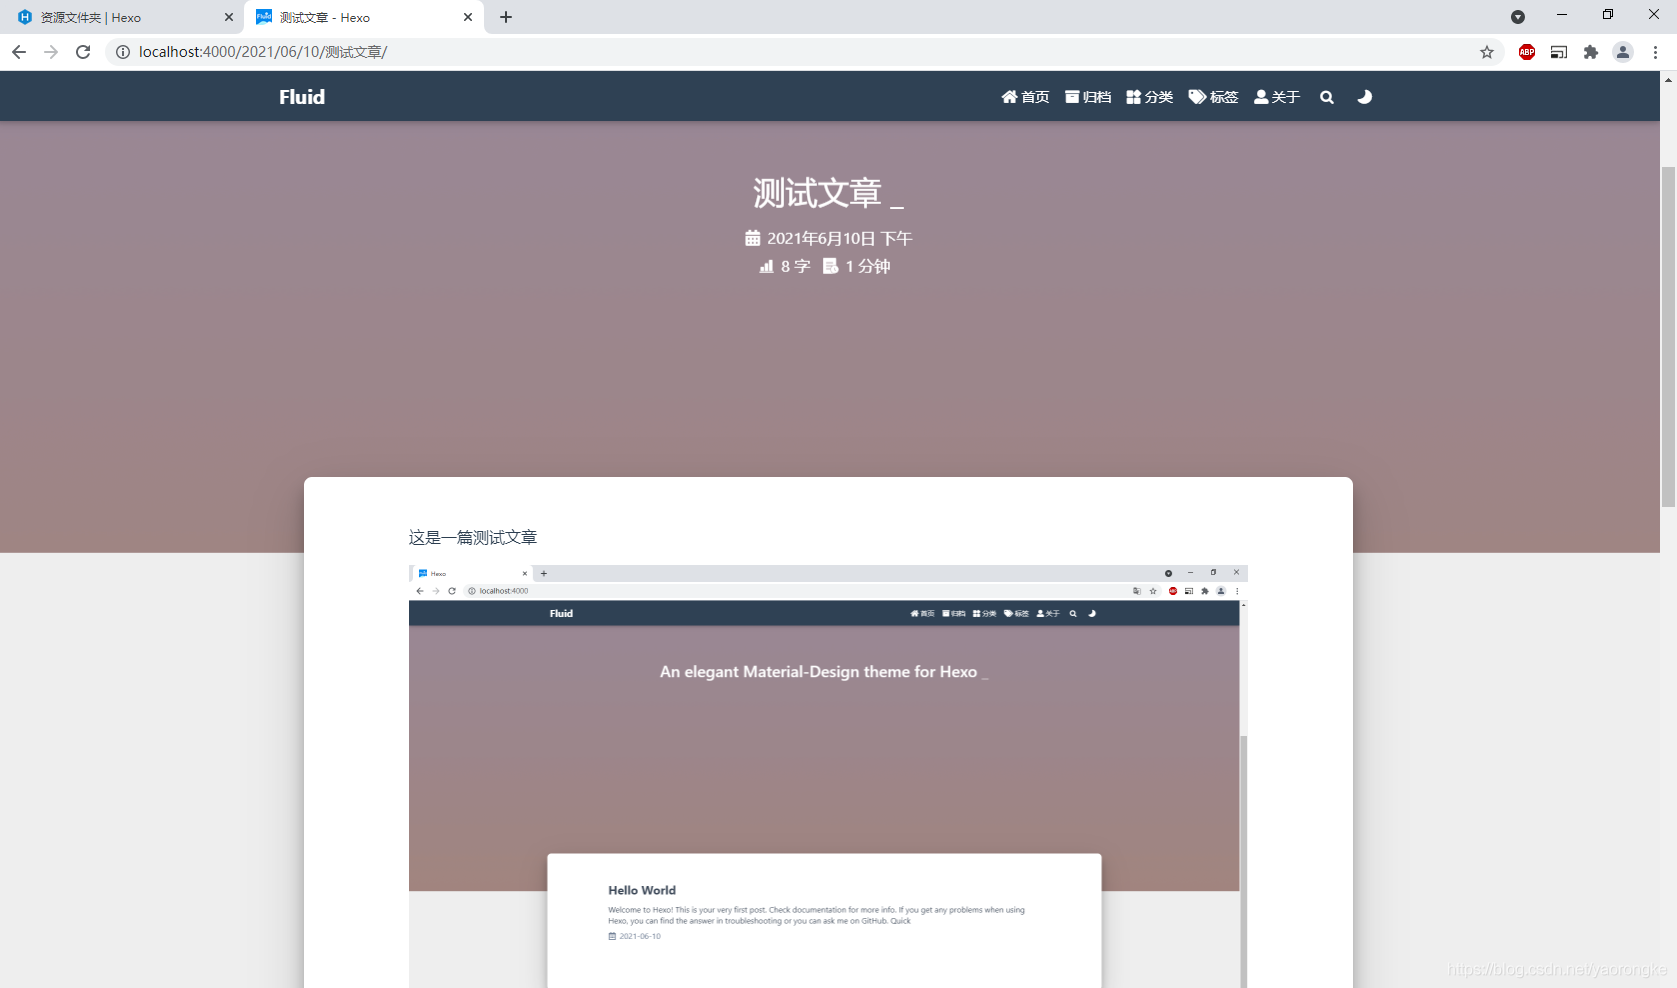 资源文件夹 | Hexo
测试文章 - Hexo
localhost:4000/2021/06/10/测试文章/
ABP
Fluid
首页 归档 分类 标签 关于
测试文章 _
2021年6月10日 下午
8 字 1 分钟
这是一篇测试文章
Hexo
localhost:4000
Fluid
首页 归档 分类 标签 关于
An elegant Material-Design theme for Hexo _
Hello World
Welcome to Hexo! This is your very first post. Check documentation for more info. If you get any problems when using
Hexo, you can find the answer in troubleshooting or you can ask me on GitHub. Quick
2021-06-10
https://blog.csdn.net/yaorongke